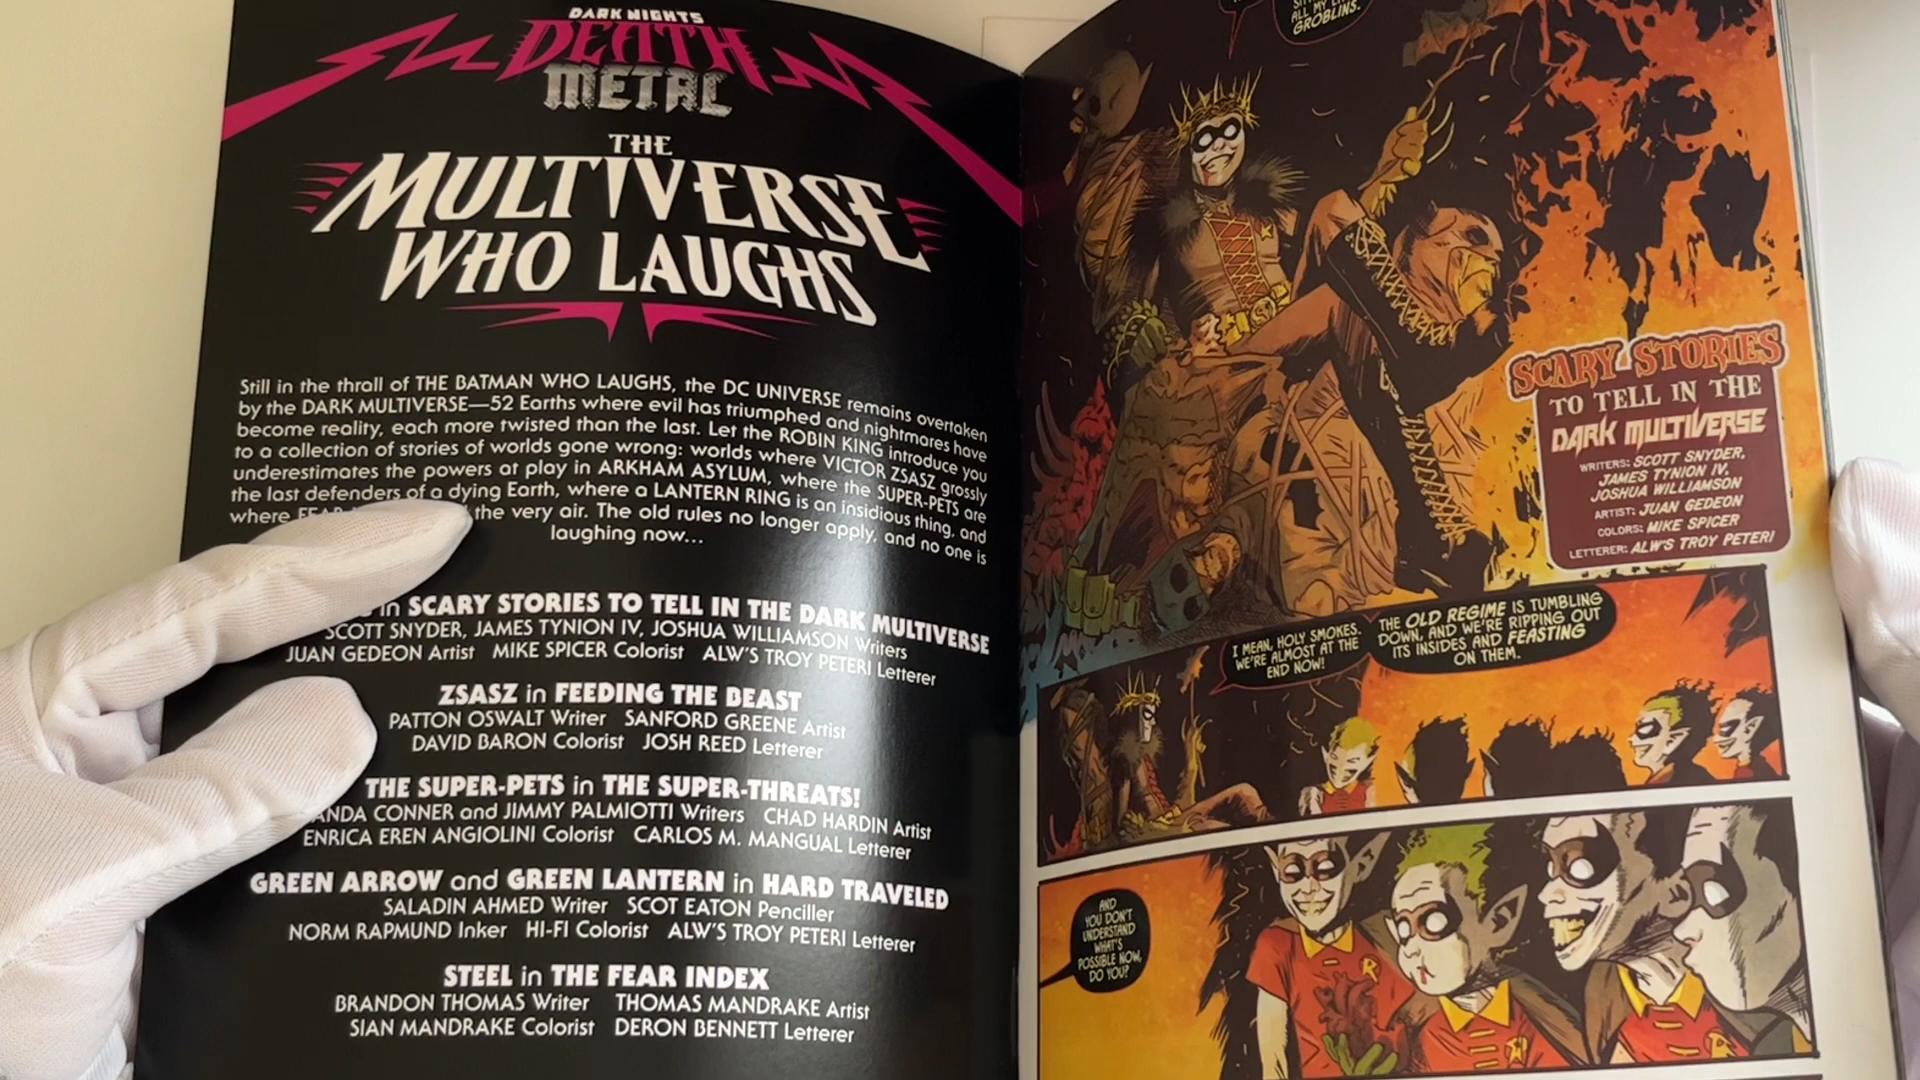 DARK NIGHTS
DEATH
METAL
THE
MULTIVERSE
WHO LAUGHS
Still in the thrall of THE BATMAN WHO LAUGHS, the DC UNIVERSE remains overtaken
by the DARK MULTIVERSE—52 Earths where evil has triumphed and nightmares have
become reality, each more twisted than the last. Let the ROBIN KING introduce you
to a collection of stories of worlds gone wrong: worlds where VICTOR ZSASZ grossly
underestimates the powers at play in ARKHAM ASYLUM, where the SUPER-PETS are
the last defenders of a dying Earth, where a LANTERN RING is an insidious thing, and
where the very air. The old rules no longer apply, and no one is
laughing now...
in SCARY STORIES TO TELL IN THE DARK MULTIVERSE
SCOTT SNYDER, JAMES TYNION IV, JOSHUA WILLIAMSON Writers
JUAN GEDEON Artist MIKE SPICER Colorist ALW'S TROY PETERI Letterer
ZSASZ in FEEDING THE BEAST
PATTON OSWALT Writer SANFORD GREENE Artist
DAVID BARON Colorist JOSH REED Letterer
THE SUPER-PETS in THE SUPER-THREATS!
CONNER and JIMMY PALMIOTTI Writers CHAD HARDIN Artist
ENRICA EREN ANGIOLINI Colorist CARLOS M. MANGUAL Letterer
GREEN ARROW and GREEN LANTERN in HARD TRAVELED
SALADIN AHMED Writer SCOT EATON Penciller
NORM RAPMUND Inker HI-FI Colorist ALW'S TROY PETERI Letterer
STEEL in THE FEAR INDEX
BRANDON THOMAS Writer THOMAS MANDRAKE Artist
SIAN MANDRAKE Colorist DERON BENNETT Letterer
ALL MY
GROBLINS.
SCARY STORIES
TO TELL IN THE
DARK MULTIVERSE
WRITERS: SCOTT SNYDER,
JAMES TYNION IV,
JOSHUA WILLIAMSON
ARTIST: JUAN GEDEON
COLORS: MIKE SPICER
LETTERER: ALW'S TROY PETERI
I MEAN, HOLY SMOKES.
WE'RE ALMOST AT THE
END NOW!
THE OLD REGIME IS TUMBLING
DOWN, AND WE'RE RIPPING OUT
ITS INSIDES AND FEASTING
ON THEM.
AND
YOU DON'T
UNDERSTAND
WHAT'S
POSSIBLE NOW,
DO YOU?